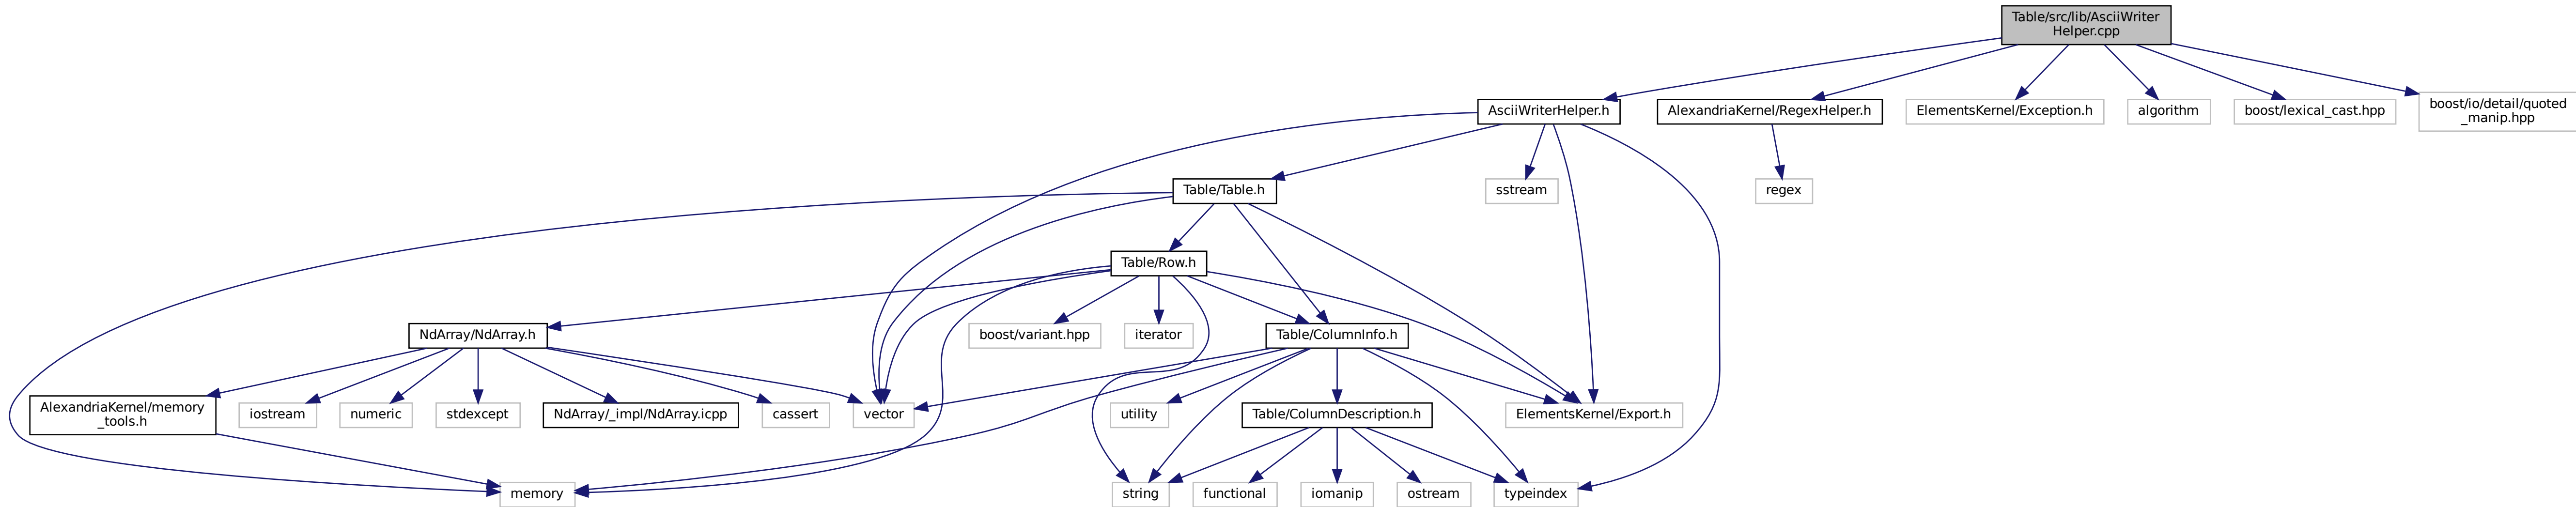 Table/src/lib/AsciiWriter
Helper.cpp
AsciiWriterHelper.h
AlexandriaKernel/RegexHelper.h
ElementsKernel/Exception.h
algorithm
boost/lexical_cast.hpp
boost/io/detail/quoted
_manip.hpp
Table/Table.h
sstream
regex
Table/Row.h
NdArray/NdArray.h
boost/variant.hpp
iterator
Table/ColumnInfo.h
AlexandriaKernel/memory
_tools.h
iostream
numeric
stdexcept
NdArray/_impl/NdArray.icpp
cassert
vector
utility
Table/ColumnDescription.h
ElementsKernel/Export.h
memory
string
functional
iomanip
ostream
typeindex